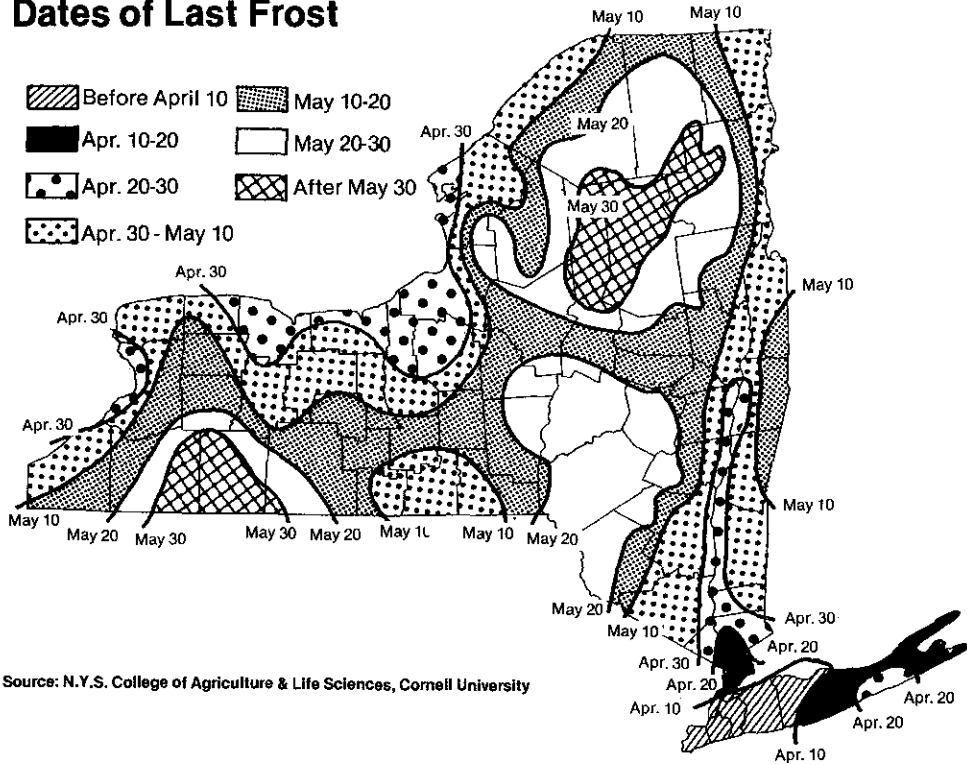 Dates of Last Frost
Before April 10
May 10-20
Apr. 10-20
May 20-30
Apr. 20-30
After May 30
Apr. 30 - May 10
May 10
May 10
Apr. 30
May 20
May 30
Apr. 30
May 10
Apr. 30
Apr. 30
May 10
May 10
May 20
May 30
May 30
May 20
May 10
May 10
May 20
May 20
May 10
Apr. 30
Apr. 20
Apr. 30
Apr. 20
Apr. 10
Apr. 20
Apr. 20
Apr. 10
Source: N.Y.S. College of Agriculture & Life Sciences, Cornell University